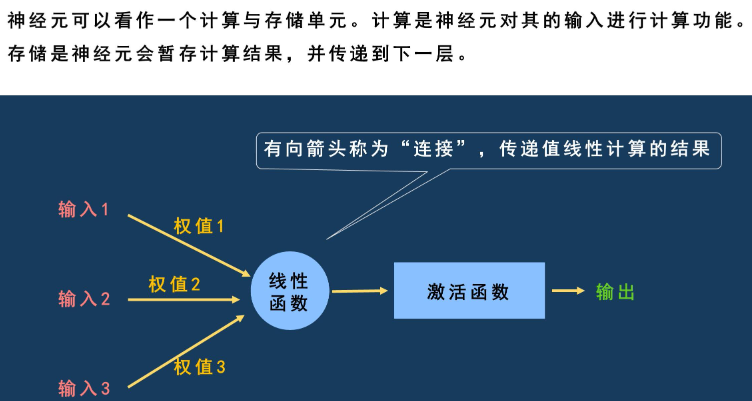 神经元可以看作一个计算与存储单元。计算是神经元对其的输入进行计算功能。
存储是神经元会暂存计算结果，并传递到下一层。
有向箭头称为“连接”，传递值线性计算的结果
输入1
权值1
输入2
权值2
线性
函数
激活函数
输出
权值3
输入3